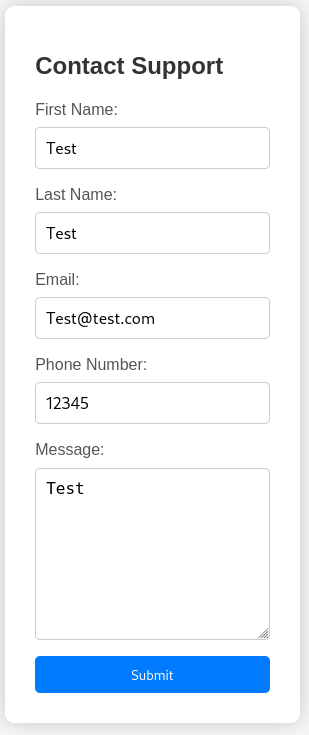 Contact Support
First Name:
Test
Last Name:
Test
Email:
Test@test.com
Phone Number:
12345
Message:
Test
Submit